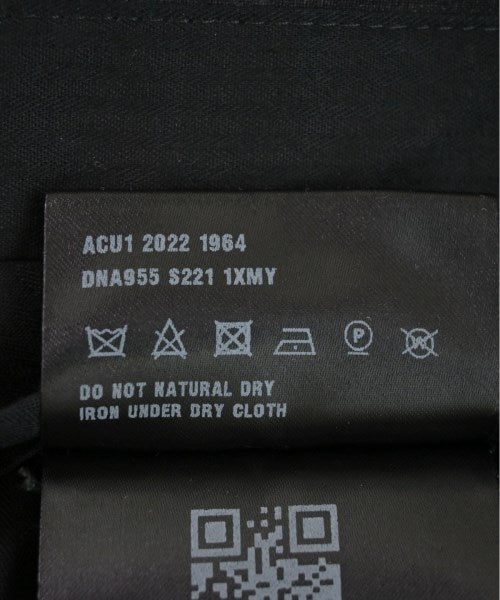 ACU1 2022 1964
DNA955 S221 1XMY
P W
DO NOT NATURAL DRY
IRON UNDER DRY CLOTH